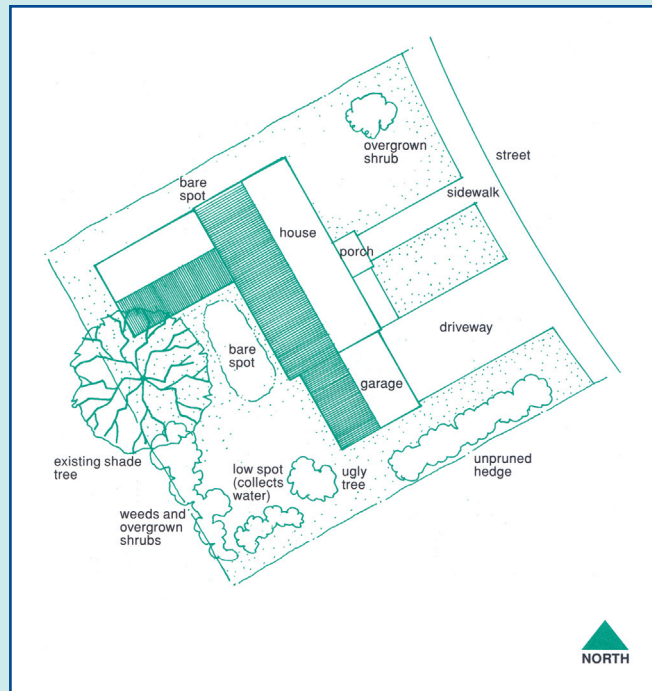 overgrown
shrub
street
bare
spot
sidewalk
house
porch
driveway
bare
spot
garage
existing shade
tree
low spot
(collects
water)
ugly
tree
unpruned
hedge
weeds and
overgrown
shrubs
NORTH